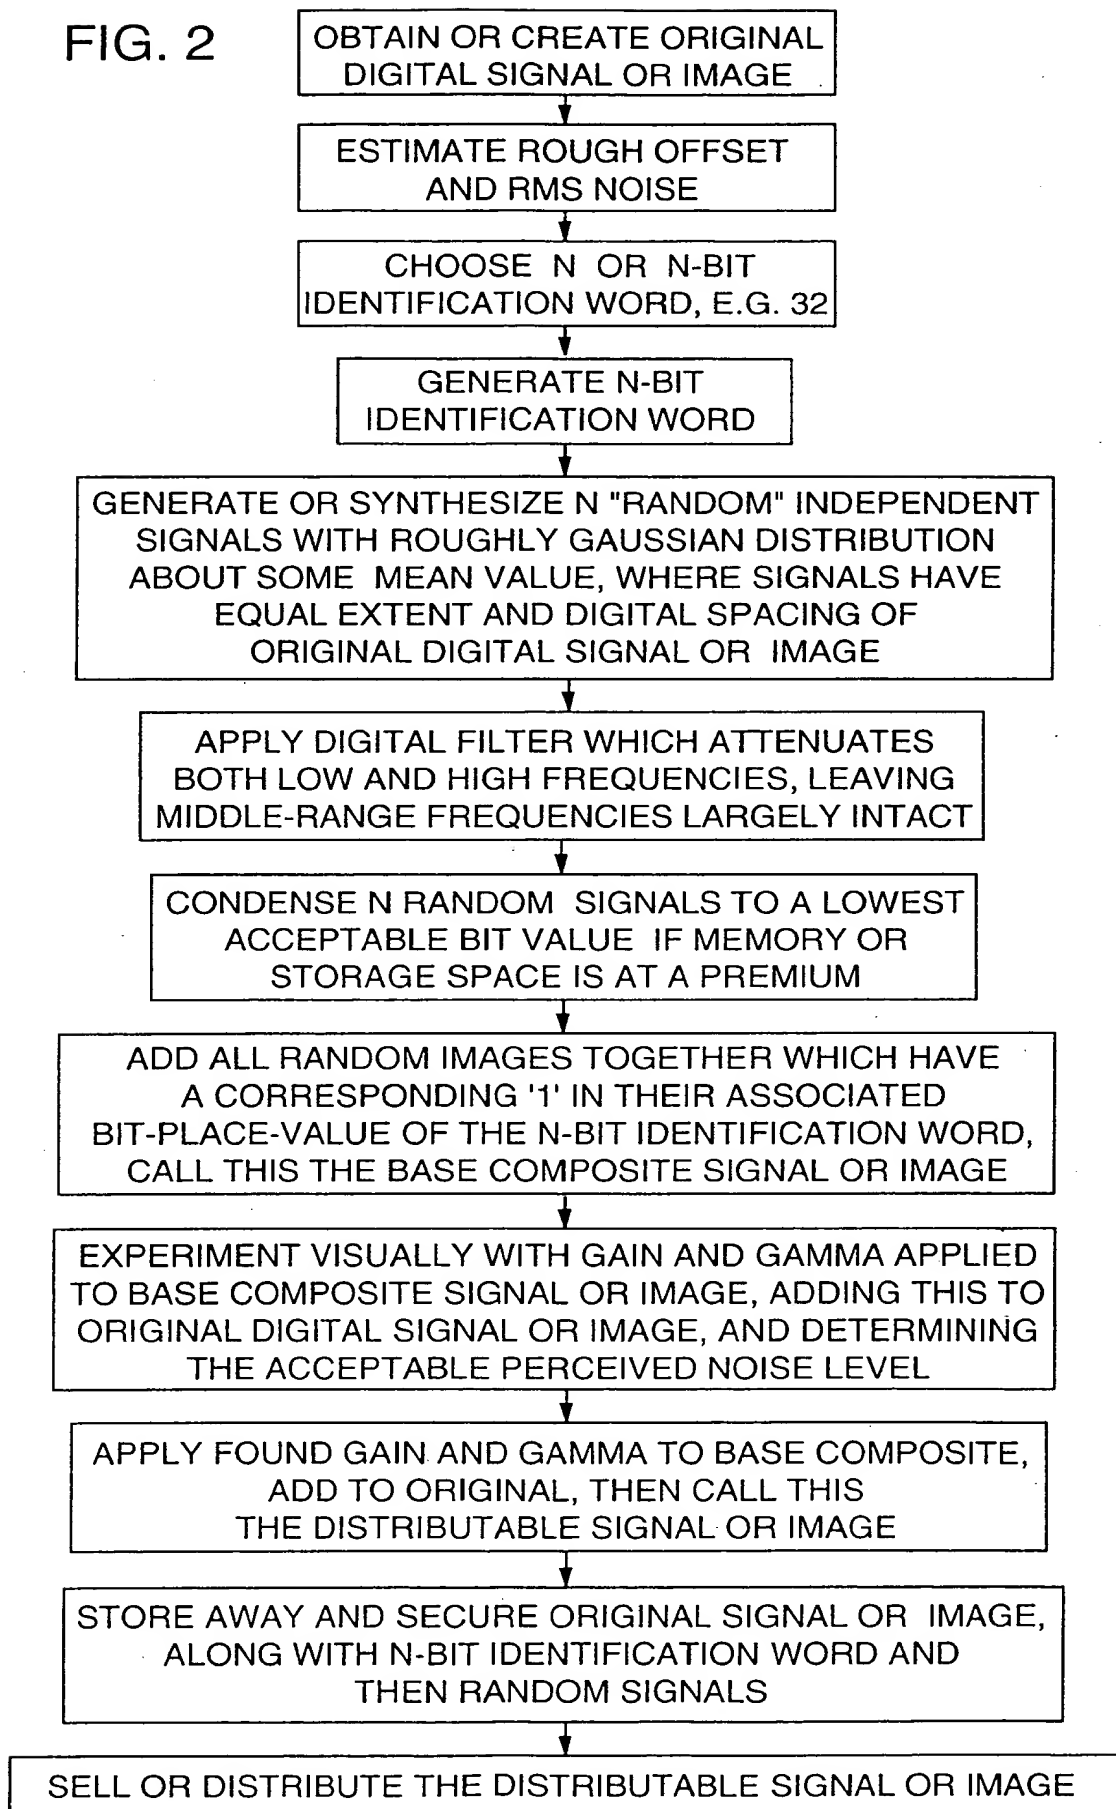 FIG. 2
OBTAIN OR CREATE ORIGINAL
DIGITAL SIGNAL OR IMAGE
ESTIMATE ROUGH OFFSET
AND RMS NOISE
CHOOSE N OR N-BIT
IDENTIFICATION WORD, E.G. 32
GENERATE N-BIT
IDENTIFICATION WORD
GENERATE OR SYNTHESIZE N "RANDOM" INDEPENDENT
SIGNALS WITH ROUGHLY GAUSSIAN DISTRIBUTION
ABOUT SOME MEAN VALUE, WHERE SIGNALS HAVE
EQUAL EXTENT AND DIGITAL SPACING OF
ORIGINAL DIGITAL SIGNAL OR IMAGE
APPLY DIGITAL FILTER WHICH ATTENUATES
BOTH LOW AND HIGH FREQUENCIES, LEAVING
MIDDLE-RANGE FREQUENCIES LARGELY INTACT
CONDENSE N RANDOM SIGNALS TO A LOWEST
ACCEPTABLE BIT VALUE IF MEMORY OR
STORAGE SPACE IS AT A PREMIUM
ADD ALL RANDOM IMAGES TOGETHER WHICH HAVE
A CORRESPONDING '1' IN THEIR ASSOCIATED
BIT-PLACE-VALUE OF THE N-BIT IDENTIFICATION WORD,
CALL THIS THE BASE COMPOSITE SIGNAL OR IMAGE
EXPERIMENT VISUALLY WITH GAIN AND GAMMA APPLIED
TO BASE COMPOSITE SIGNAL OR IMAGE, ADDING THIS TO
ORIGINAL DIGITAL SIGNAL OR IMAGE, AND DETERMINING
THE ACCEPTABLE PERCEIVED NOISE LEVEL
APPLY FOUND GAIN AND GAMMA TO BASE COMPOSITE,
ADD TO ORIGINAL, THEN CALL THIS
THE DISTRIBUTABLE SIGNAL OR IMAGE
STORE AWAY AND SECURE ORIGINAL SIGNAL OR IMAGE,
ALONG WITH N-BIT IDENTIFICATION WORD AND
THEN RANDOM SIGNALS
SELL OR DISTRIBUTE THE DISTRIBUTABLE SIGNAL OR IMAGE